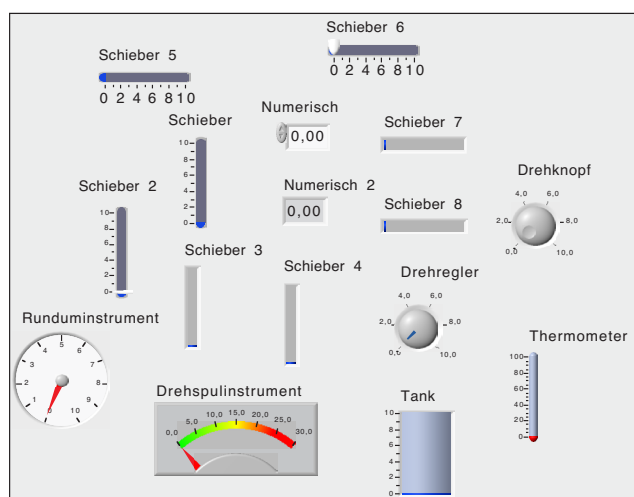 Schieber 6
0 2 4 6 8 10
Schieber 5
0 2 4 6 8 10
Schieber
10-
8-
6-
4-
2-
0-
Numerisch
0,00
Schieber 7
Schieber 2
10-
8-
6-
4-
2-
0-
Numerisch 2
0,00
Schieber 8
Drehknopf
4,0 6,0
2,0 8,0
0,0 10,0
Schieber 3
Schieber 4
Drehregler
4,0 6,0
2,0 8,0
0,0 10,0
Runduminstrument
4 5 6
3 7
2 8
1 9
0 10
Thermometer
100-
80-
60-
40-
20-
0-
Drehspulinstrument
10,0 15,0 20,0
5,0 25,0
0,0 30,0
Tank
10-
8-
6-
4-
2-
0-